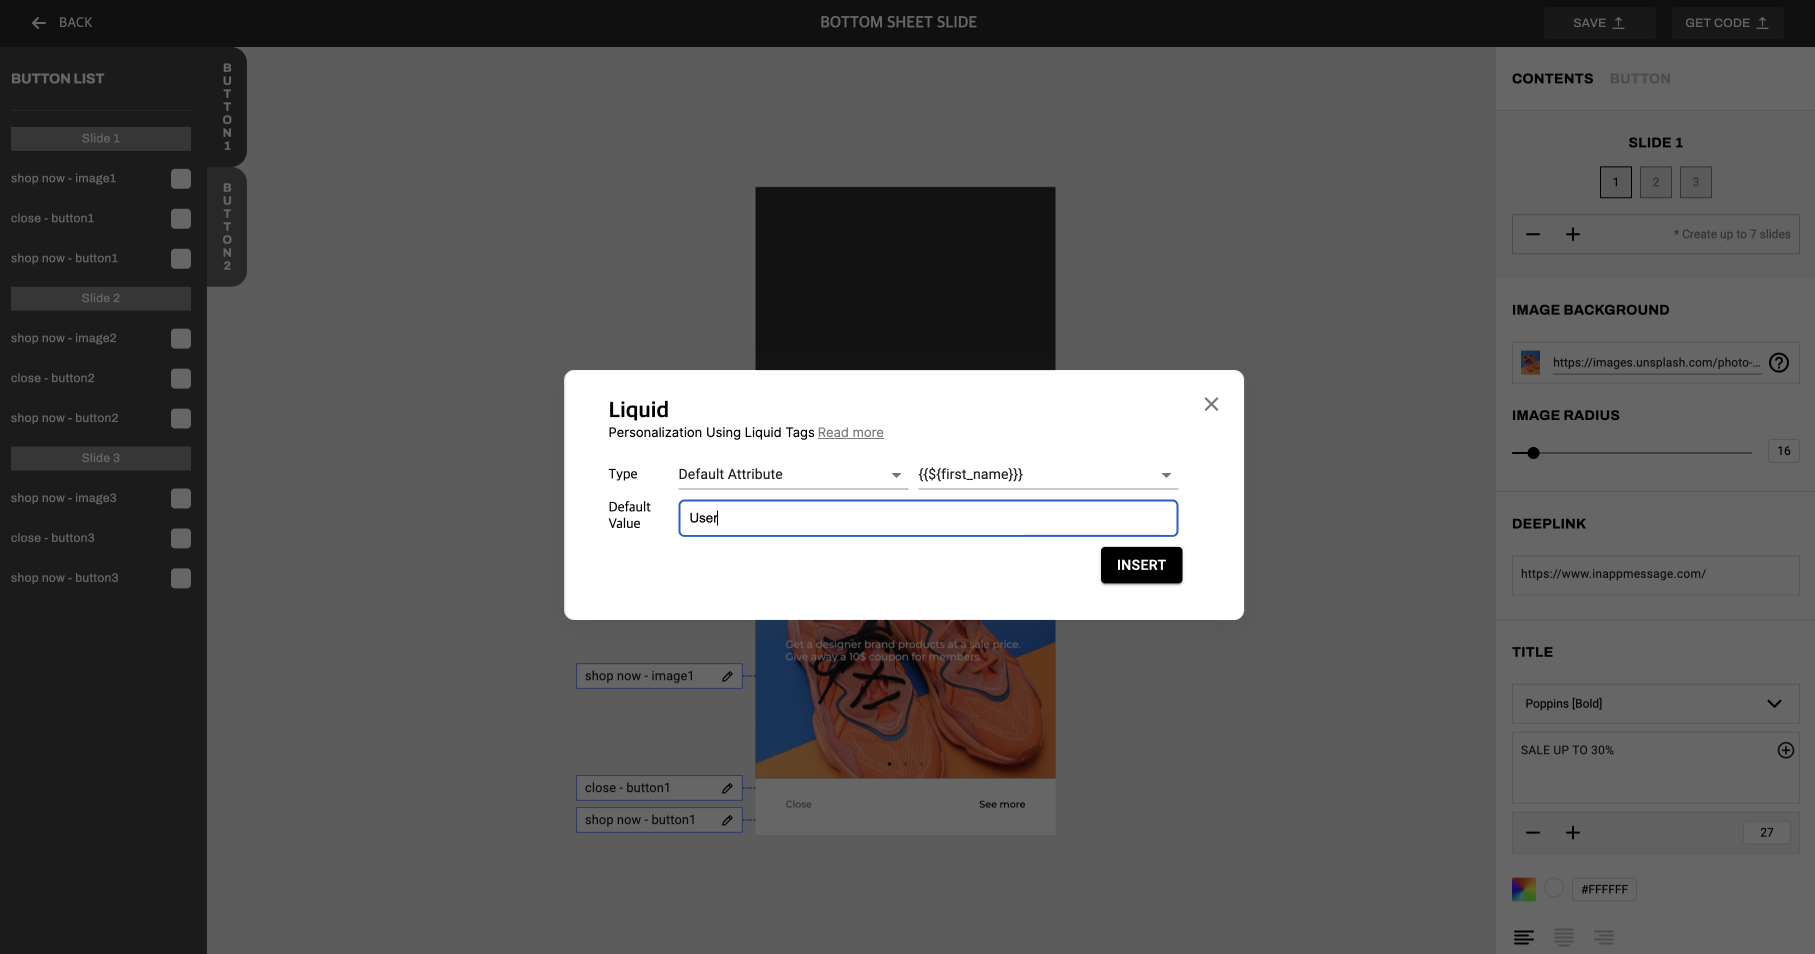 BACK
BOTTOM SHEET SLIDE
SAVE
GET CODE
BUTTON LIST
Slide 1
shop now - image1
close - button1
shop now - button1
Slide 2
shop now - image2
close - button2
shop now - button2
Slide 3
shop now - image3
close - button3
shop now - button3
BUTTON1
BUTTON2
Liquid
Personalization Using Liquid Tags Read more
Type
Default Attribute
{{${first_name}}}
Default
Value
User
INSERT
Get a designer brand products at a sale price.
Give away a 10$ coupon for members.
shop now - image1
close - button1
shop now - button1
Close
See more
CONTENTS
BUTTON
SLIDE 1
1
2
3
* Create up to 7 slides
IMAGE BACKGROUND
https://images.unsplash.com/photo-...
IMAGE RADIUS
16
DEEPLINK
https://www.inappmessage.com/
TITLE
Poppins [Bold]
SALE UP TO 30%
27
#FFFFFF